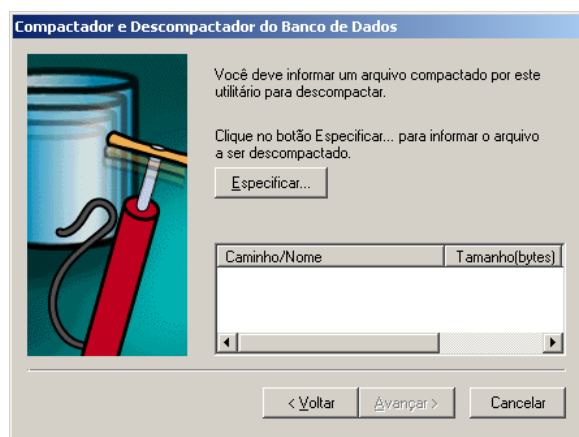 Compactador e Descompactador do Banco de Dados
Você deve informar um arquivo compactado por este
utilitário para descompactar.
Clique no botão Especificar... para informar o arquivo
a ser descompactado.
Especificar...
Caminho/Nome Tamanho(bytes)
< Voltar Avançar > Cancelar